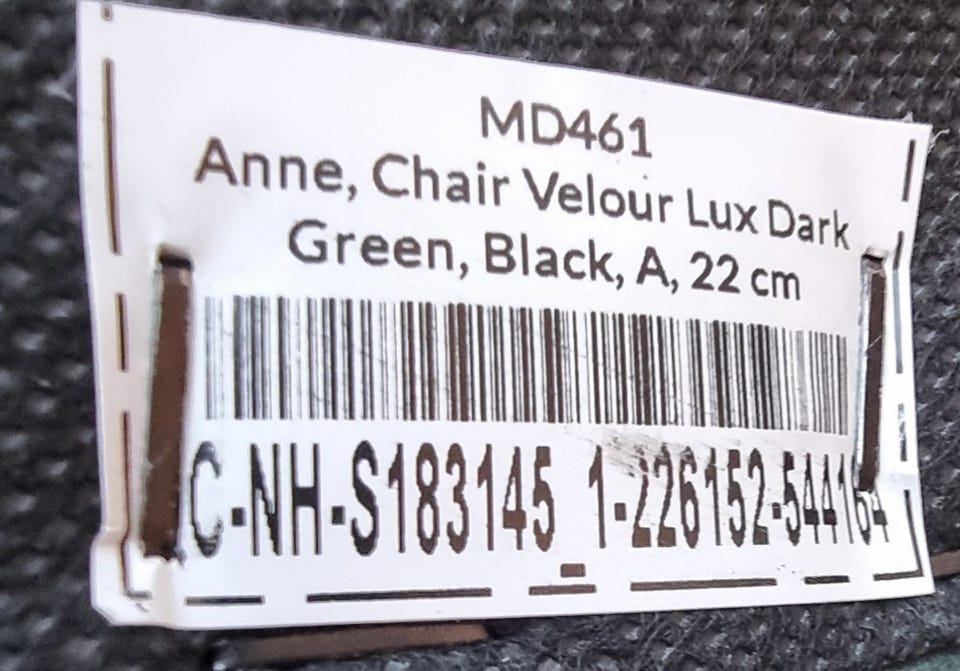 MD461
Anne, Chair Velour Lux Dark
Green, Black, A, 22 cm
C-NH-S183145_1-226152-544164